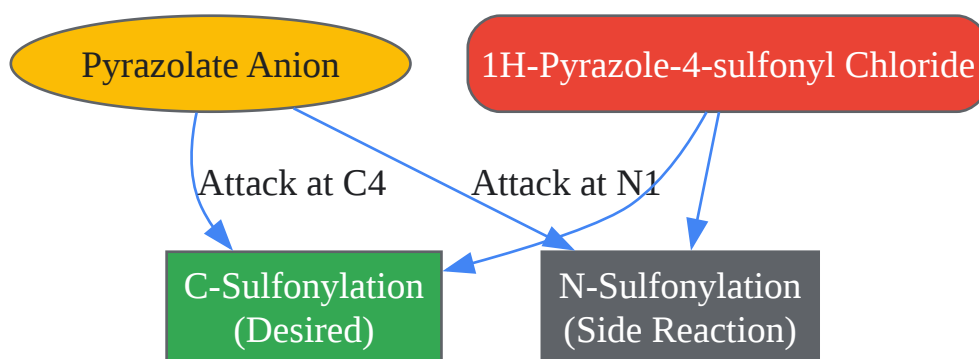 Pyrazolate Anion
1H-Pyrazole-4-sulfonyl Chloride
Attack at C4
Attack at N1
C-Sulfonylation
(Desired)
N-Sulfonylation
(Side Reaction)